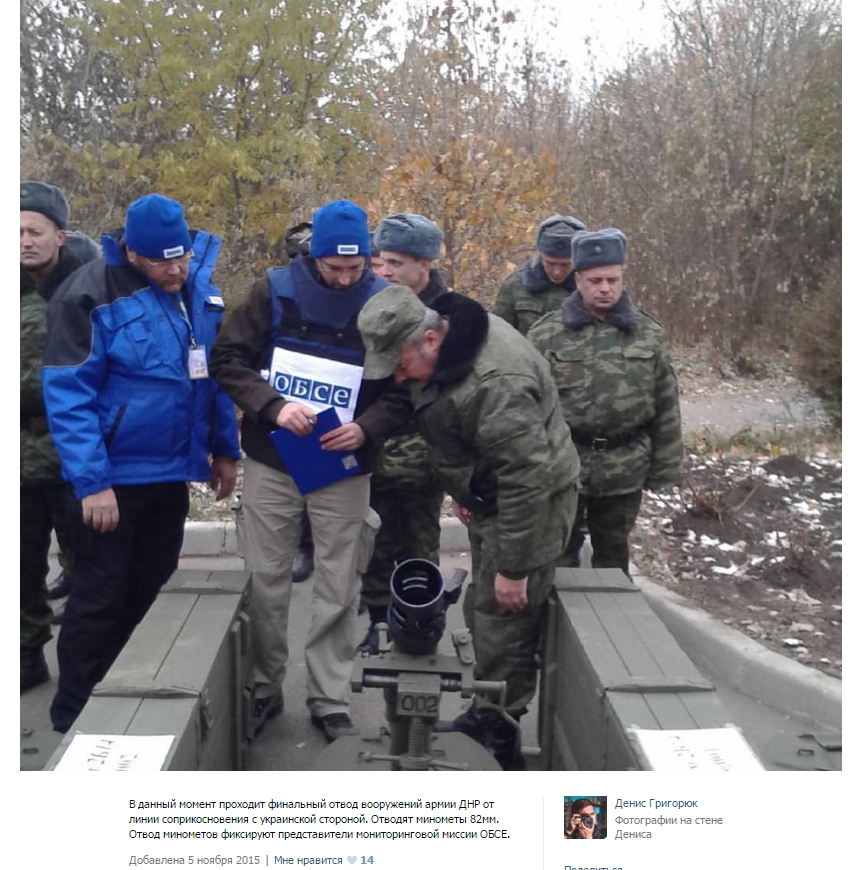 ОБСЕ
002
2Б14
В данный момент проходит финальный отвод вооружений армии ДНР от
линии соприкосновения с украинской стороной. Отводят минометы 82мм.
Отвод минометов фиксируют представители мониторинговой миссии ОБСЕ.
Добавлена 5 ноября 2015 | Мне нравится 14
Денис Григорюк
Фотографии на стене
Дениса
Поделиться